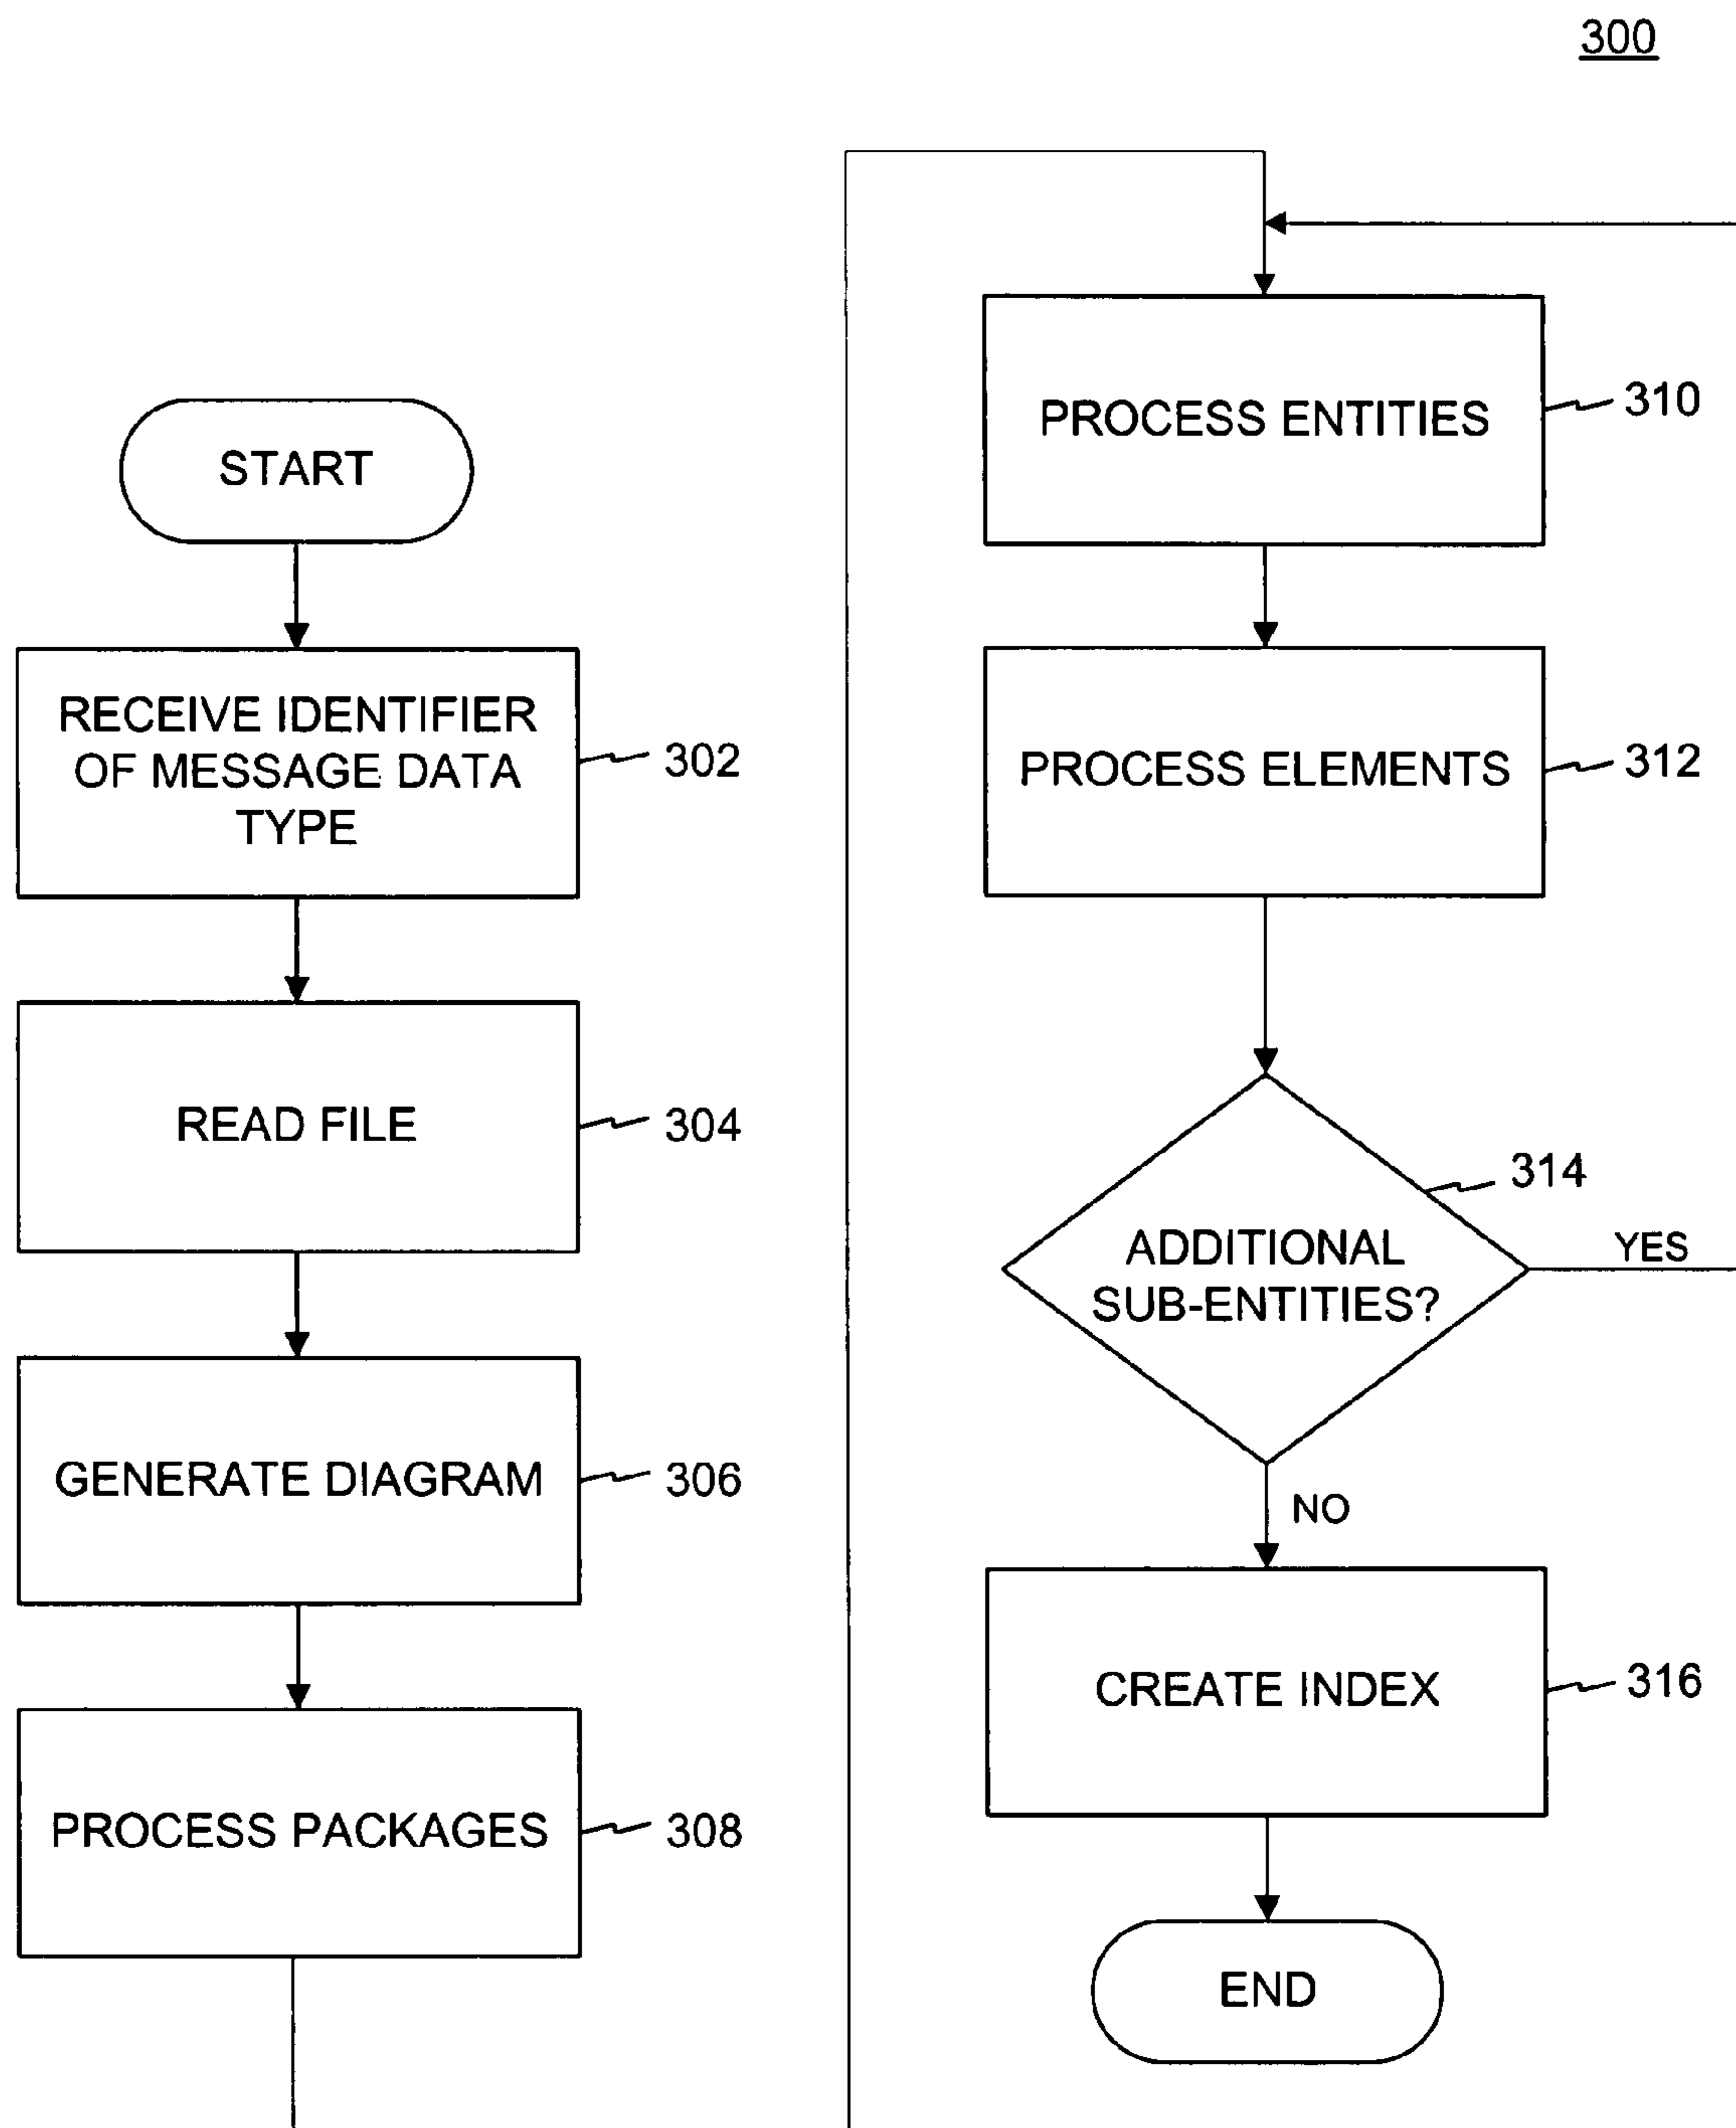 300
START
RECEIVE IDENTIFIER
OF MESSAGE DATA
TYPE
302
READ FILE
304
GENERATE DIAGRAM
306
PROCESS PACKAGES
308
PROCESS ENTITIES
310
PROCESS ELEMENTS
312
314
ADDITIONAL
SUB-ENTITIES?
YES
NO
CREATE INDEX
316
END